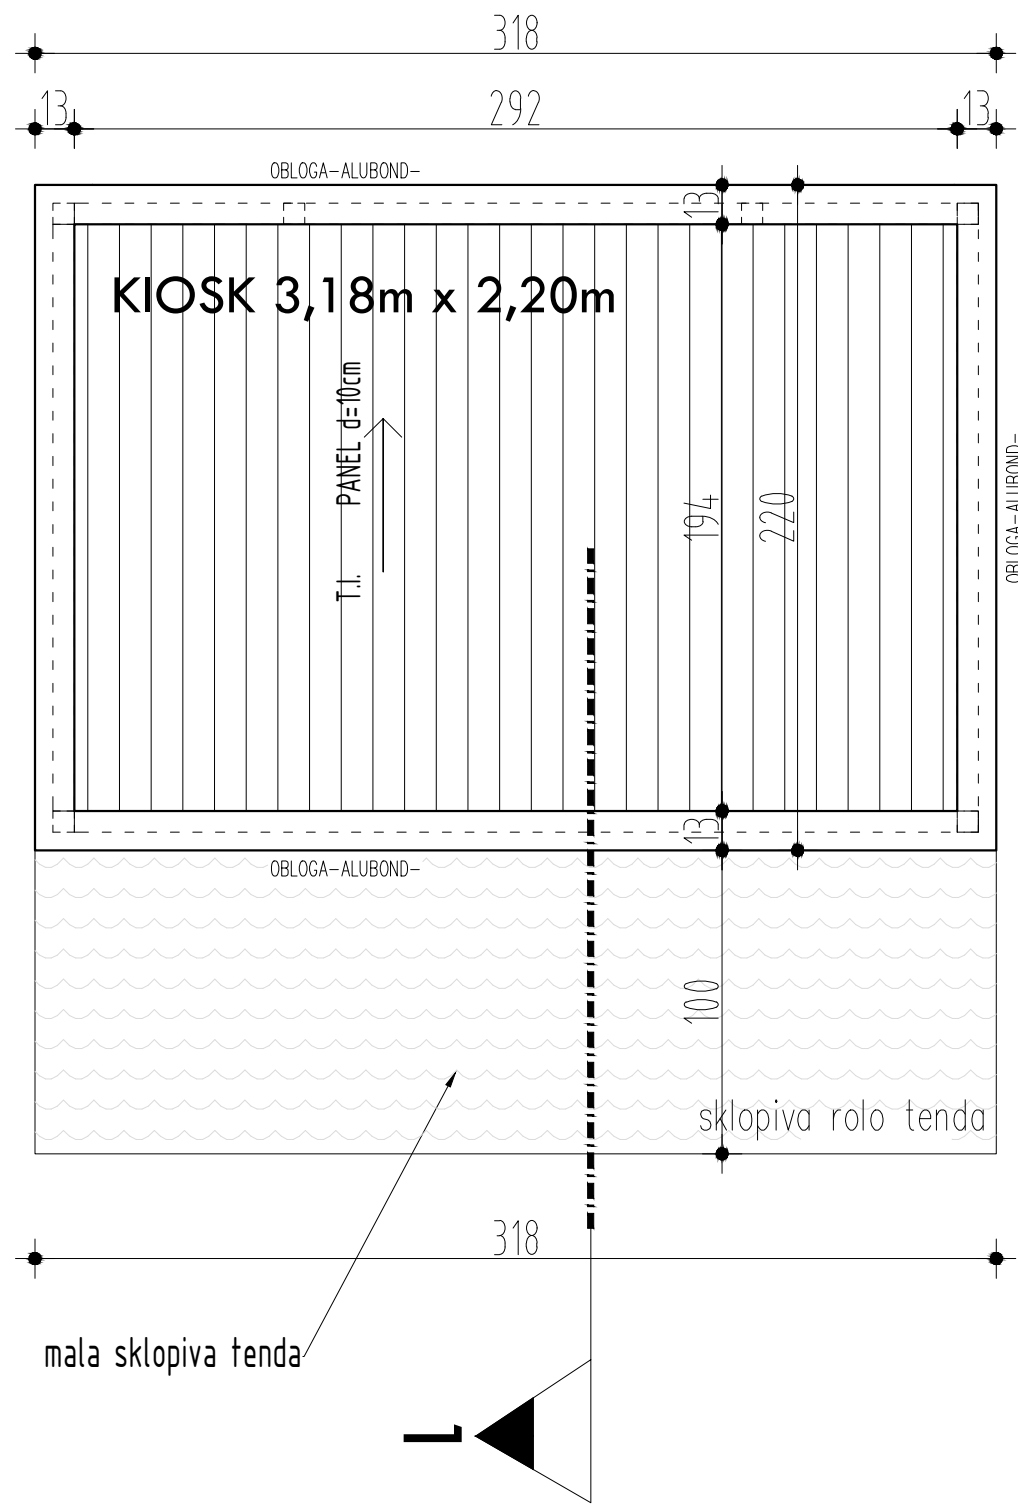 318
13
292
13
OBLOGA-ALUBOND-
13
KIOSK 3,18m x 2,20m
T.I. PANEL d=10cm
194
220
OBLOGA-ALUBOND-
13
OBLOGA-ALUBOND-
100
sklopiva rolo tenda
318
mala sklopiva tenda
1